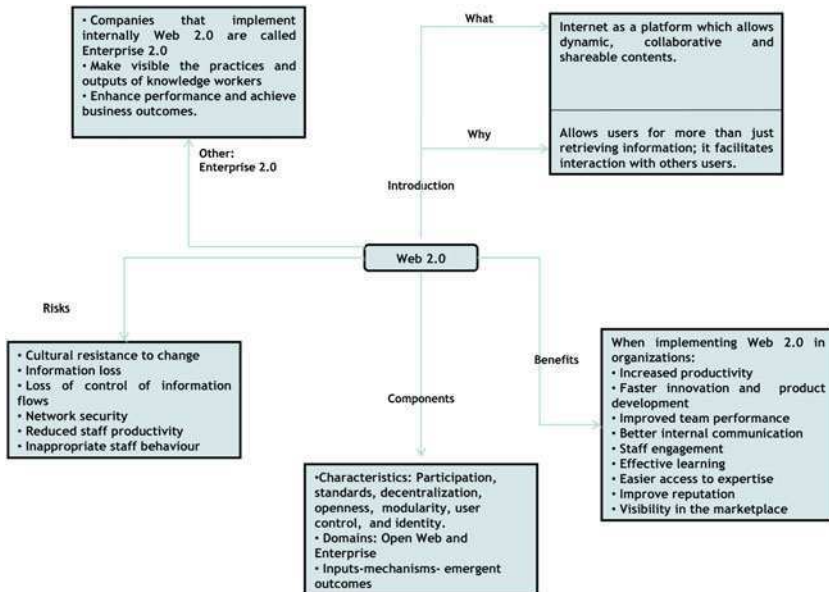 • Companies that implement
internally Web 2.0 are called
Enterprise 2.0
• Make visible the practices and
outputs of knowledge workers
• Enhance performance and achieve
business outcomes.
Other:
Enterprise 2.0
What
Internet as a platform which allows
dynamic, collaborative and
shareable contents.
Why
Allows users for more than just
retrieving information; it facilitates
interaction with others users.
Introduction
Web 2.0
Risks
• Cultural resistance to change
• Information loss
• Loss of control of information
flows
• Network security
• Reduced staff productivity
• Inappropriate staff behaviour
Components
•Characteristics: Participation,
standards, decentralization,
openness, modularity, user
control, and identity.
• Domains: Open Web and
Enterprise
• Inputs-mechanisms- emergent
outcomes
Benefits
When implementing Web 2.0 in
organizations:
• Increased productivity
• Faster innovation and product
development
• Improved team performance
• Better internal communication
• Staff engagement
• Effective learning
• Easier access to expertise
• Improve reputation
• Visibility in the marketplace